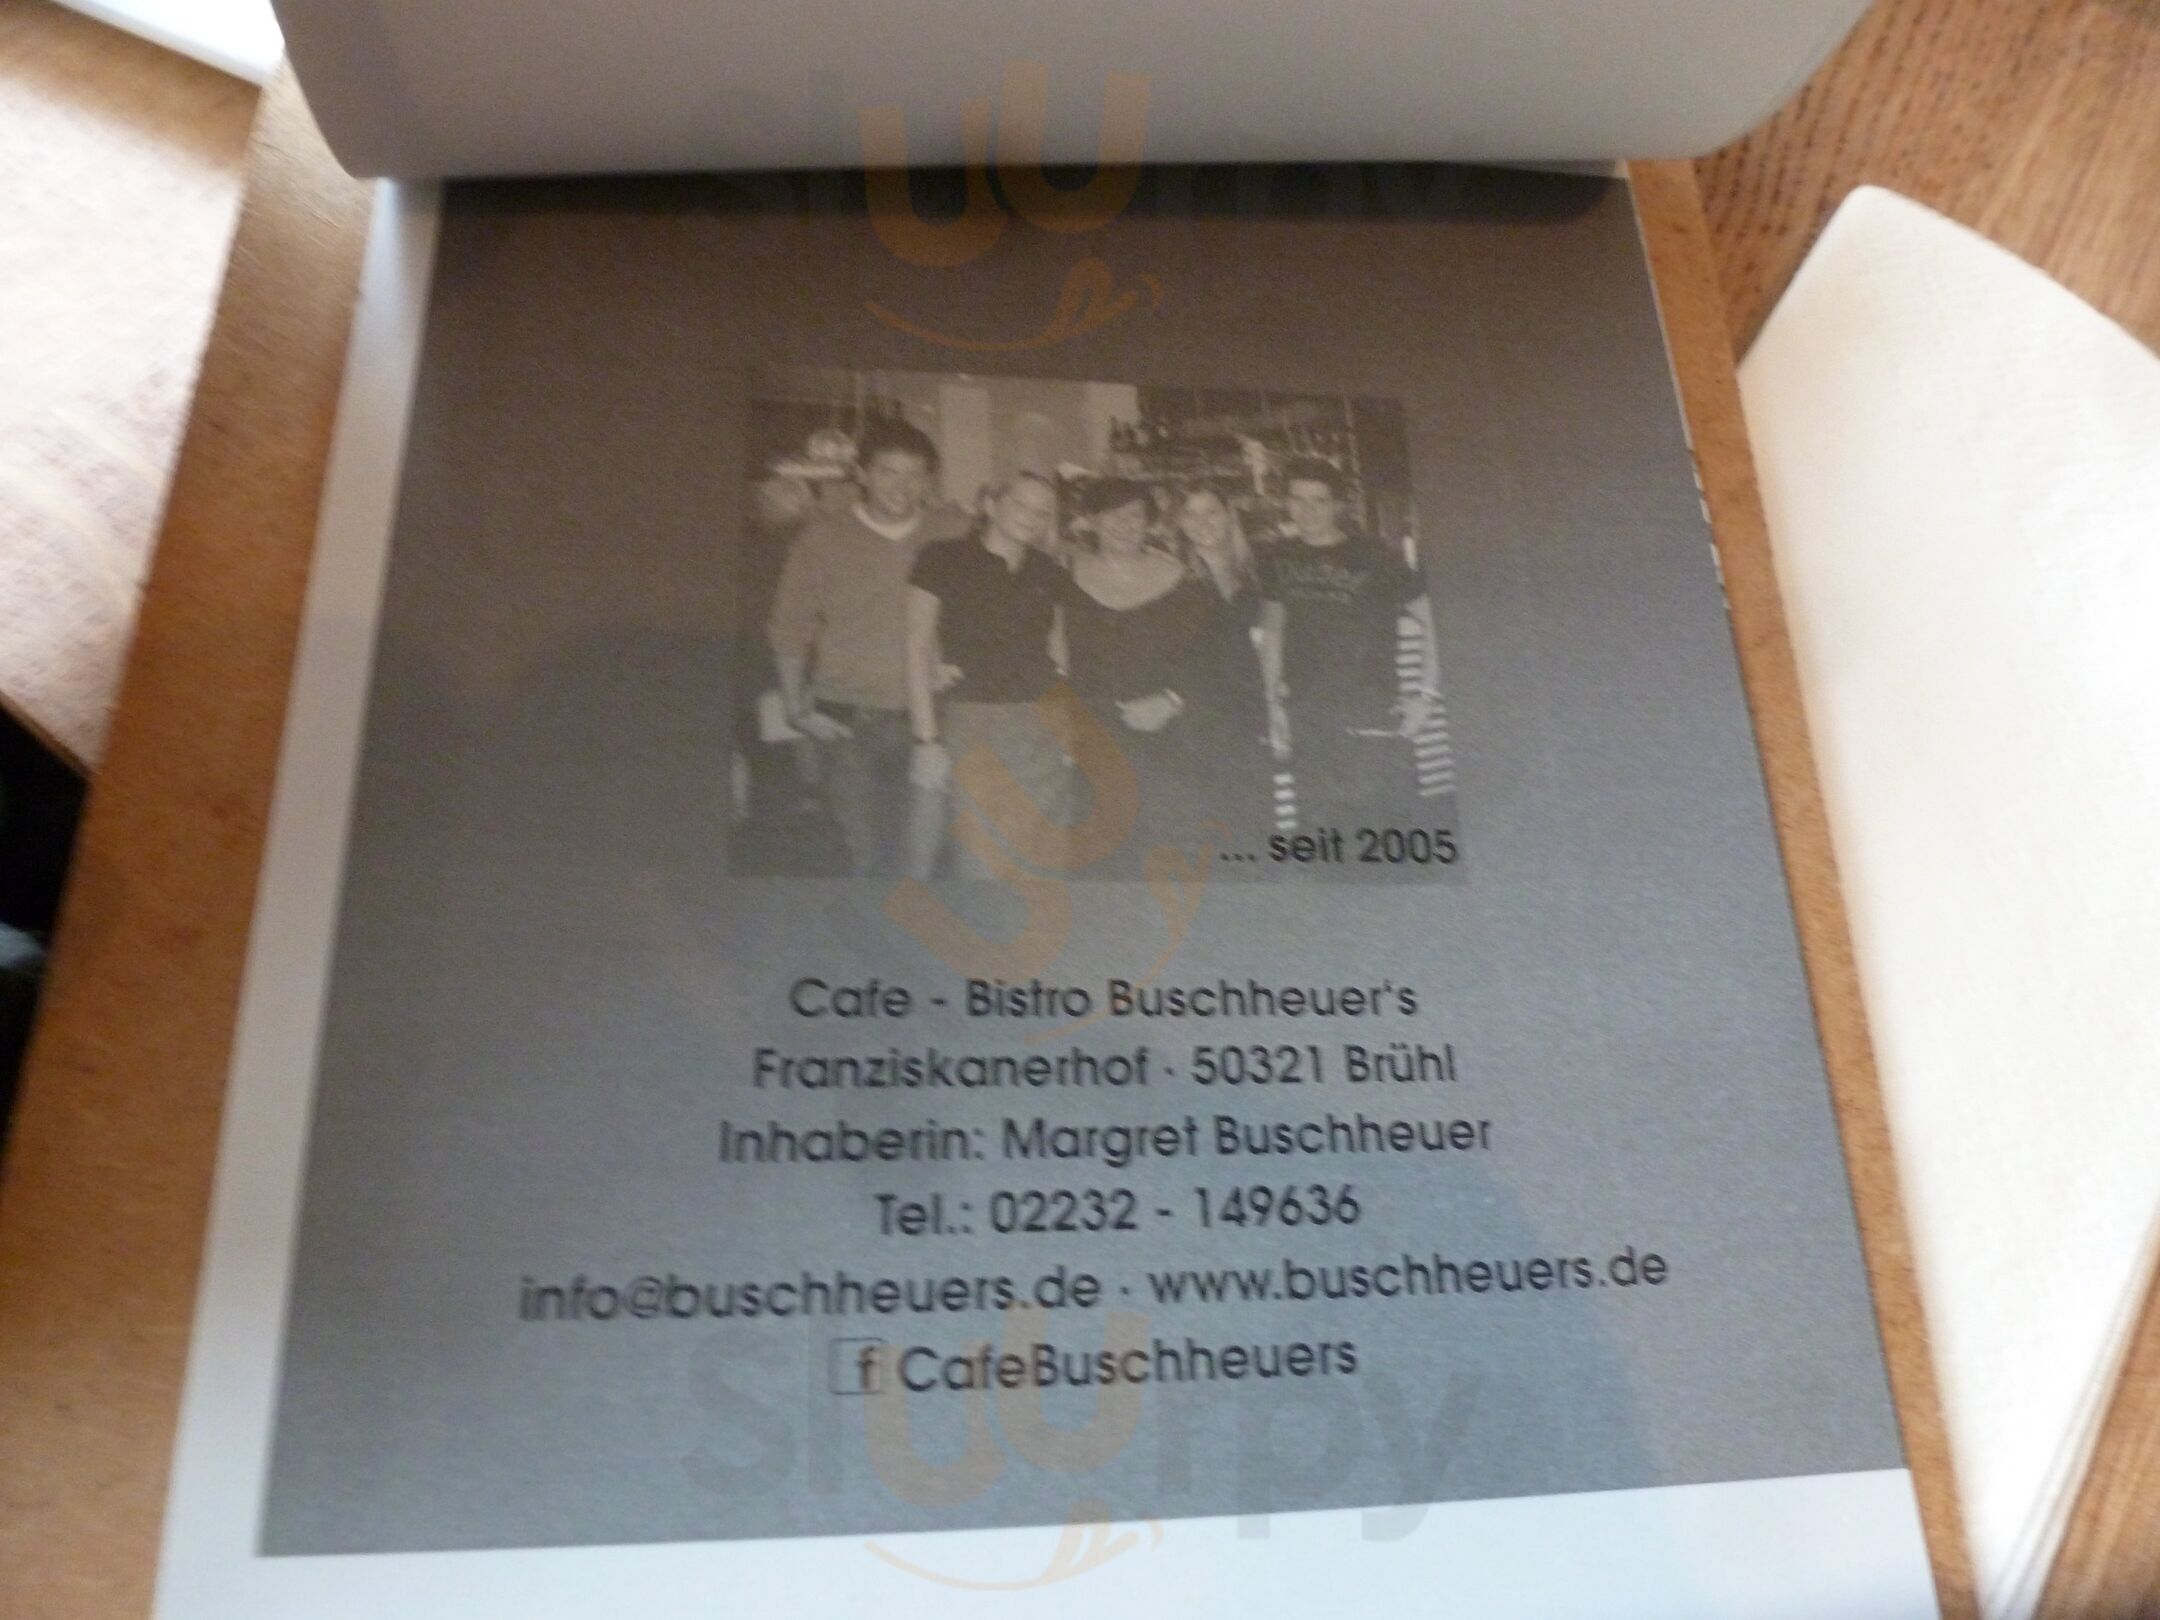 ... seit 2005
Cafe - Bistro Buschheuer's
Franziskanerhof · 50321 Brühl
Inhaberin: Margret Buschheuer
Tel.: 02232 - 149636
info@buschheuers.de · www.buschheuers.de
f CafeBuschheuers
slurpy